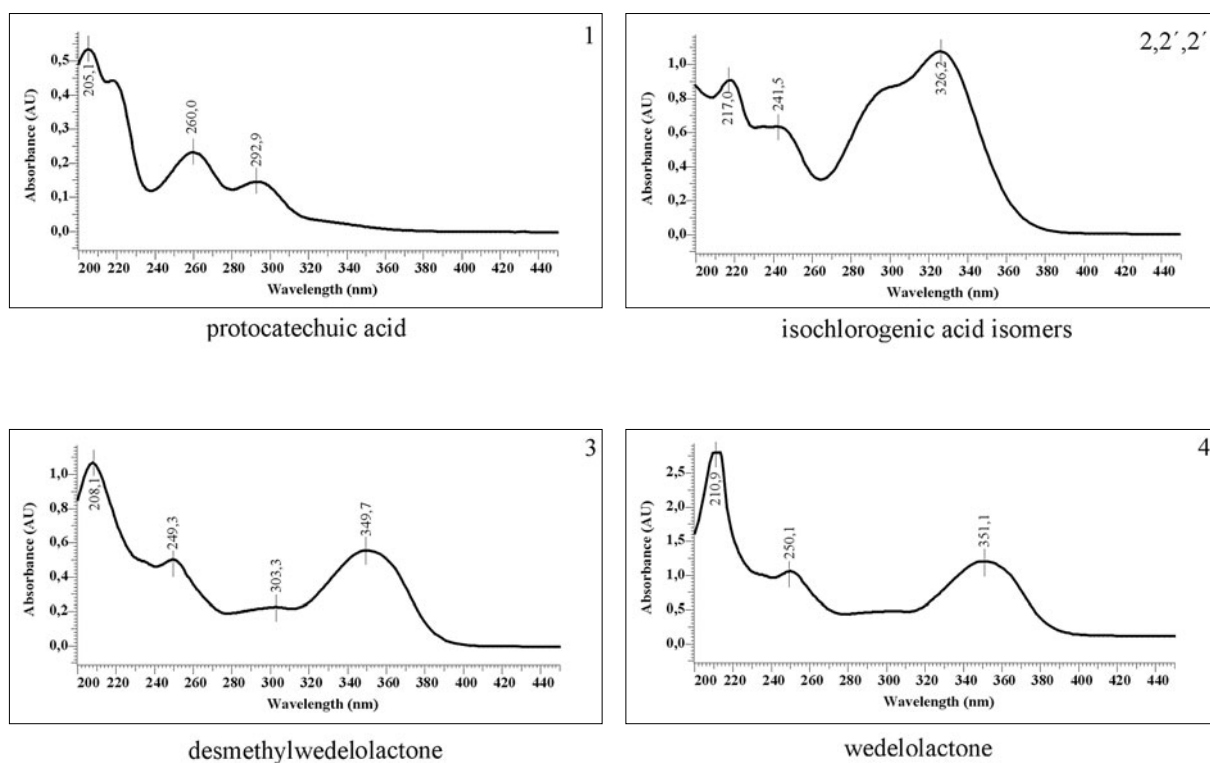 1
Absorbance (AU)
0,5
0,4
0,3
0,2
0,1
0,0
205,1
260,0
292,9
200 220 240 260 280 300 320 340 360 380 400 420 440
Wavelength (nm)
protocatechuic acid
2,2´,2´
Absorbance (AU)
1,0
0,8
0,6
0,4
0,2
0,0
217,0
241,5
326,2
200 220 240 260 280 300 320 340 360 380 400 420 440
Wavelength (nm)
isochlorogenic acid isomers
3
Absorbance (AU)
1,0
0,8
0,6
0,4
0,2
0,0
208,1
249,3
303,3
349,7
200 220 240 260 280 300 320 340 360 380 400 420 440
Wavelength (nm)
desmethylwedelolactone
4
Absorbance (AU)
2,5
2,0
1,5
1,0
0,5
0,0
210,9
250,1
351,1
200 220 240 260 280 300 320 340 360 380 400 420 440
Wavelength (nm)
wedelolactone